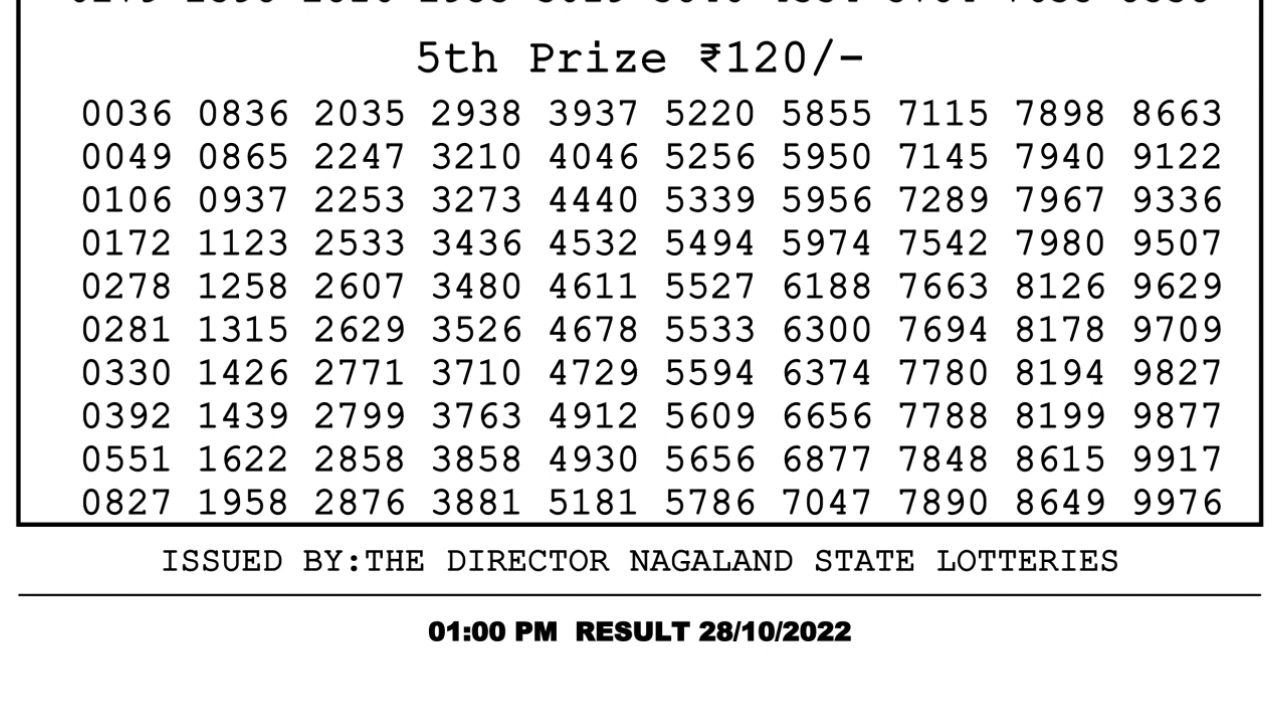 5th Prize ₹120/-
0036 0836 2035 2938 3937 5220 5855 7115 7898 8663
0049 0865 2247 3210 4046 5256 5950 7145 7940 9122
0106 0937 2253 3273 4440 5339 5956 7289 7967 9336
0172 1123 2533 3436 4532 5494 5974 7542 7980 9507
0278 1258 2607 3480 4611 5527 6188 7663 8126 9629
0281 1315 2629 3526 4678 5533 6300 7694 8178 9709
0330 1426 2771 3710 4729 5594 6374 7780 8194 9827
0392 1439 2799 3763 4912 5609 6656 7788 8199 9877
0551 1622 2858 3858 4930 5656 6877 7848 8615 9917
0827 1958 2876 3881 5181 5786 7047 7890 8649 9976
ISSUED BY:THE DIRECTOR NAGALAND STATE LOTTERIES
01:00 PM RESULT 28/10/2022